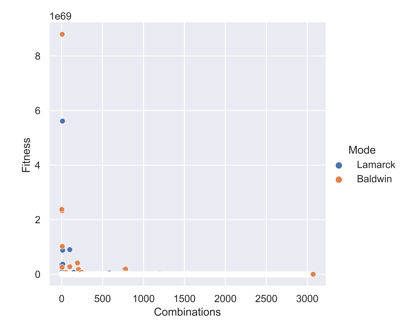 1e69
8
6
4
2
0
Fitness
0 500 1000 1500 2000 2500 3000
Combinations
Mode
Lamarck
Baldwin